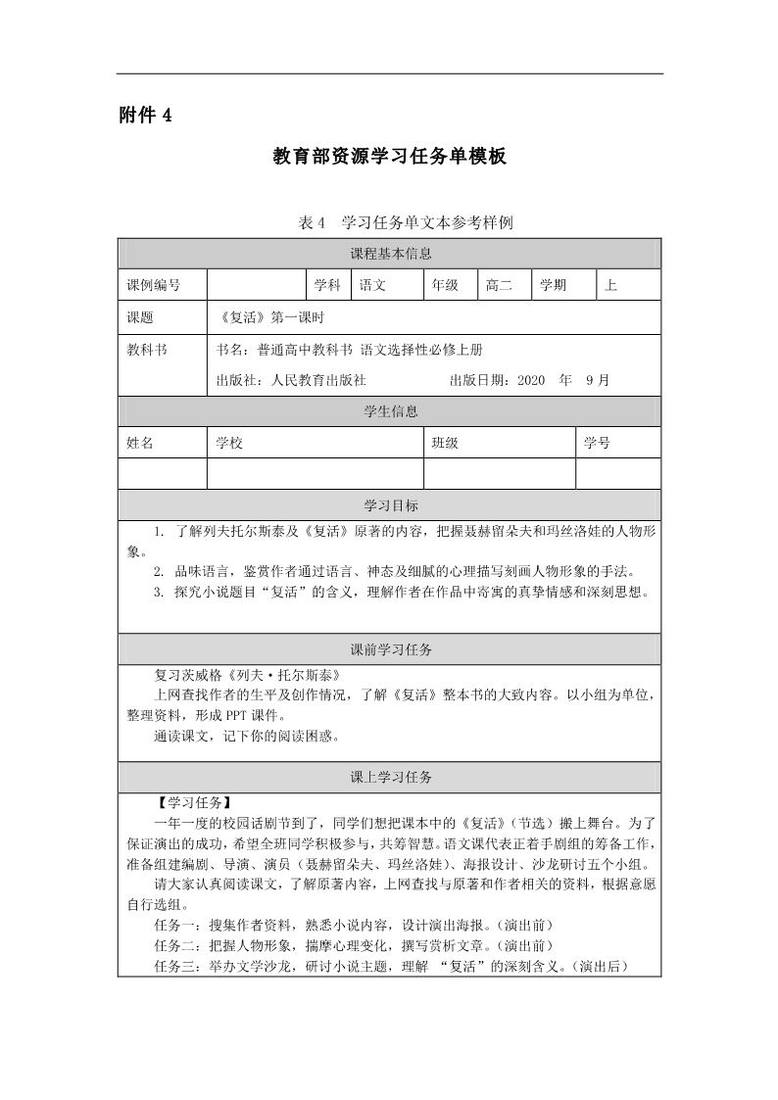 附件 4
教育部资源学习任务单模板
表 4 学习任务单文本参考样例
课程基本信息
课例编号 学科 语文 年级 高二 学期 上
课题 《复活》第一课时
教科书 书名：普通高中教科书 语文选择性必修上册
出版社：人民教育出版社 出版日期：2020 年 9 月
学生信息
姓名 学校 班级 学号
学习目标
1. 了解列夫托尔斯泰及《复活》原著的内容，把握聂赫留朵夫和玛丝洛娃的人物形
象。
2. 品味语言，鉴赏作者通过语言、神态及细腻的心理描写刻画人物形象的手法。
3. 探究小说题目“复活”的含义，理解作者在作品中寄寓的真挚情感和深刻思想。
课前学习任务
复习茨威格《列夫·托尔斯泰》
上网查找作者的生平及创作情况，了解《复活》整本书的大致内容。以小组为单位，
整理资料，形成 PPT 课件。
通读课文，记下你的阅读困惑。
课上学习任务
【学习任务】
一年一度的校园话剧节到了，同学们想把课本中的《复活》（节选）搬上舞台。为了
保证演出的成功，希望全班同学积极参与，共筹智慧。语文课代表正着手剧组的筹备工作，
准备组建编剧、导演、演员（聂赫留朵夫、玛丝洛娃）、海报设计、沙龙研讨五个小组。
请大家认真阅读课文，了解原著内容，上网查找与原著和作者相关的资料，根据意愿
自行选组。
任务一：搜集作者资料，熟悉小说内容，设计演出海报。（演出前）
任务二：把握人物形象，揣摩心理变化，撰写赏析文章。（演出前）
任务三：举办文学沙龙，研讨小说主题，理解 “复活”的深刻含义。（演出后）